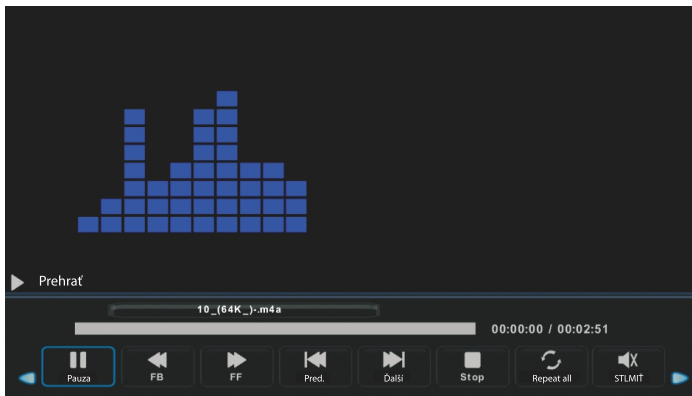 Prehrať
10_(64K_)-.m4a
00:00:00 / 00:02:51
Pauza
FB
FF
Pred.
Ďalší
Stop
Repeat all
STLMIŤ